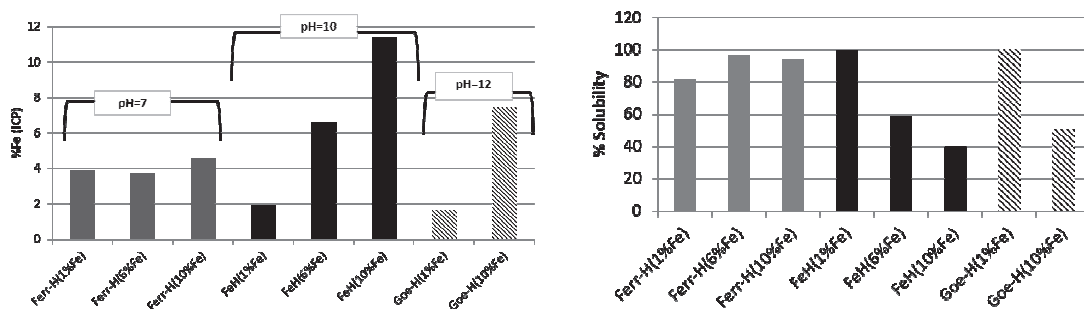 12
10
8
6
4
2
0
%Fe (ICP)
pH=7
pH=10
pH=12
Ferr-H(1%Fe)
Ferr-H(6%Fe)
Ferr-H(10%Fe)
FeH(1%Fe)
FeH(6%Fe)
FeH(10%Fe)
Goe-H(1%Fe)
Goe-H(10%Fe)
120
100
80
60
40
20
0
% Solubility
Ferr-H(1%Fe)
Ferr-H(6%Fe)
Ferr-H(10%Fe)
FeH(1%Fe)
FeH(6%Fe)
FeH(10%Fe)
Goe-H(1%Fe)
Goe-H(10%Fe)